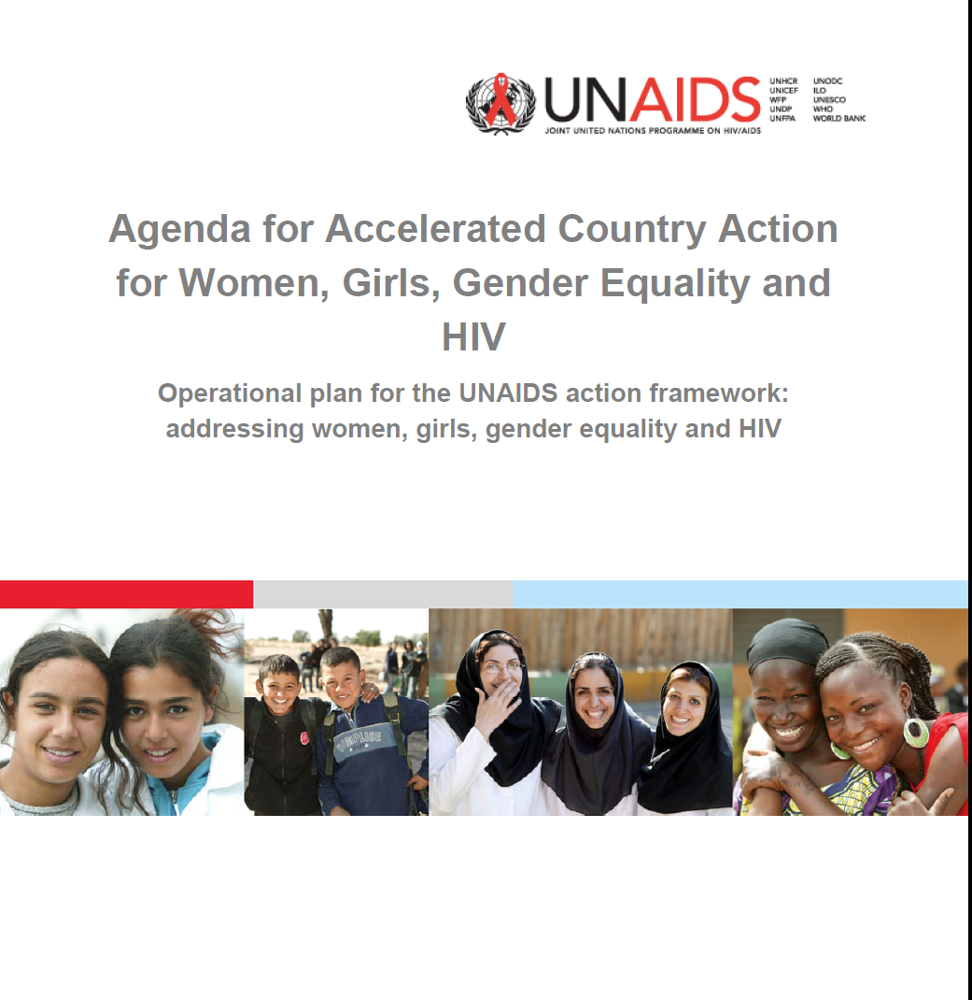 UNAIDS
JOINT UNITED NATIONS PROGRAMME ON HIV/AIDS
UNHCR
UNICEF
WFP
UNDP
UNFPA
UNODC
ILO
UNESCO
WHO
WORLD BANK
Agenda for Accelerated Country Action
for Women, Girls, Gender Equality and
HIV
Operational plan for the UNAIDS action framework:
addressing women, girls, gender equality and HIV